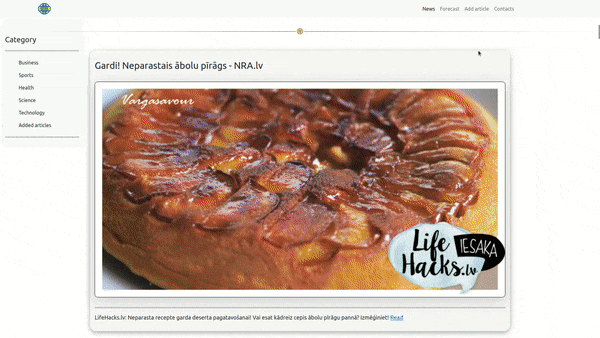 News Forecast Add article Contacts
Category
Business
Sports
Health
Science
Technology
Added articles
Gardi! Neparastais ābolu pīrāgs - NRA.lv
Vargasavour
Life
Hacks.lv
IESAKA
LifeHacks.lv: Neparasta recepte garda deserta pagatavošanai! Vai esat kādreiz cepis ābolu pīrāgu pannā? Izmēģiniet! Read